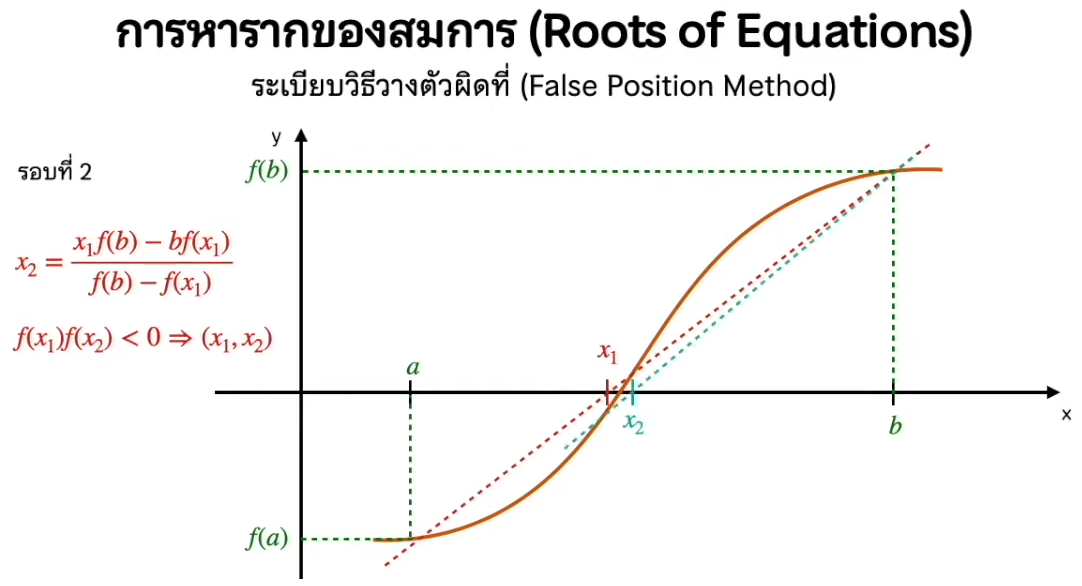 การหารากของสมการ (Roots of Equations)
ระเบียบวิธีวางตัวผิดที่ (False Position Method)
รอบที่ 2
x₂ = (x₁f(b) − bf(x₁)) / (f(b) − f(x₁))
f(x₁)f(x₂) < 0 ⇒ (x₁, x₂)
y
f(b)
x₁
a
x₂
b
x
f(a)